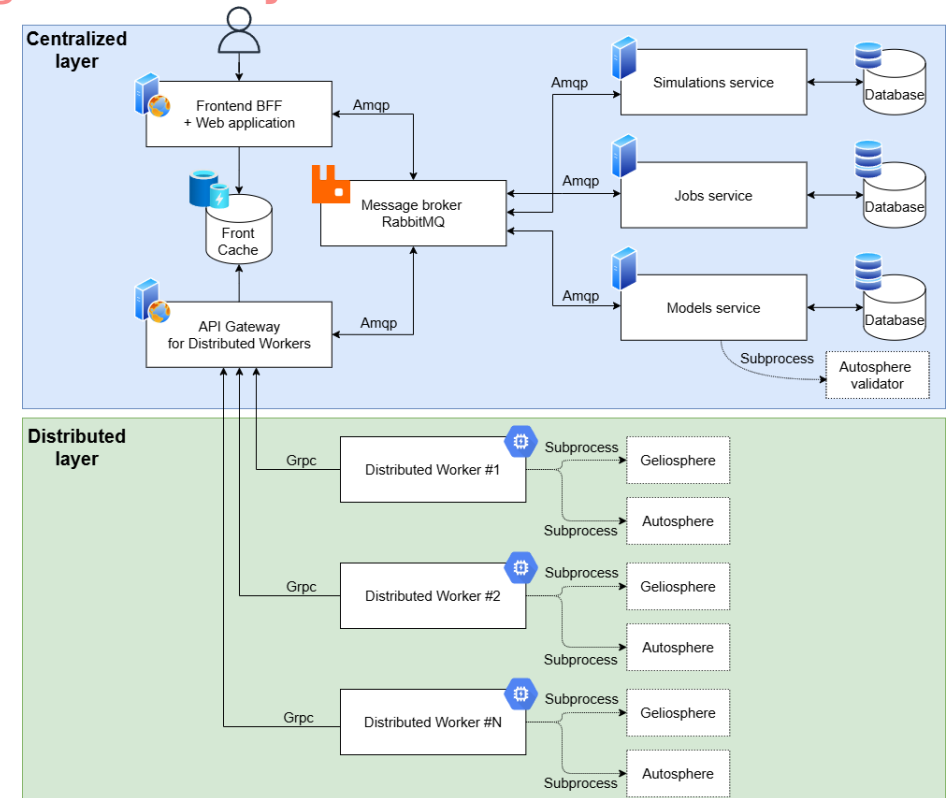 Centralized
layer
Frontend BFF
+ Web application
Amqp
Front
Cache
Message broker
RabbitMQ
API Gateway
for Distributed Workers
Amqp
Amqp
Simulations service
Database
Amqp
Jobs service
Database
Amqp
Models service
Database
Subprocess
Autosphere
validator
Distributed
layer
Grpc
Distributed Worker #1
Subprocess
Geliosphere
Subprocess
Autosphere
Grpc
Distributed Worker #2
Subprocess
Geliosphere
Subprocess
Autosphere
Grpc
Distributed Worker #N
Subprocess
Geliosphere
Subprocess
Autosphere